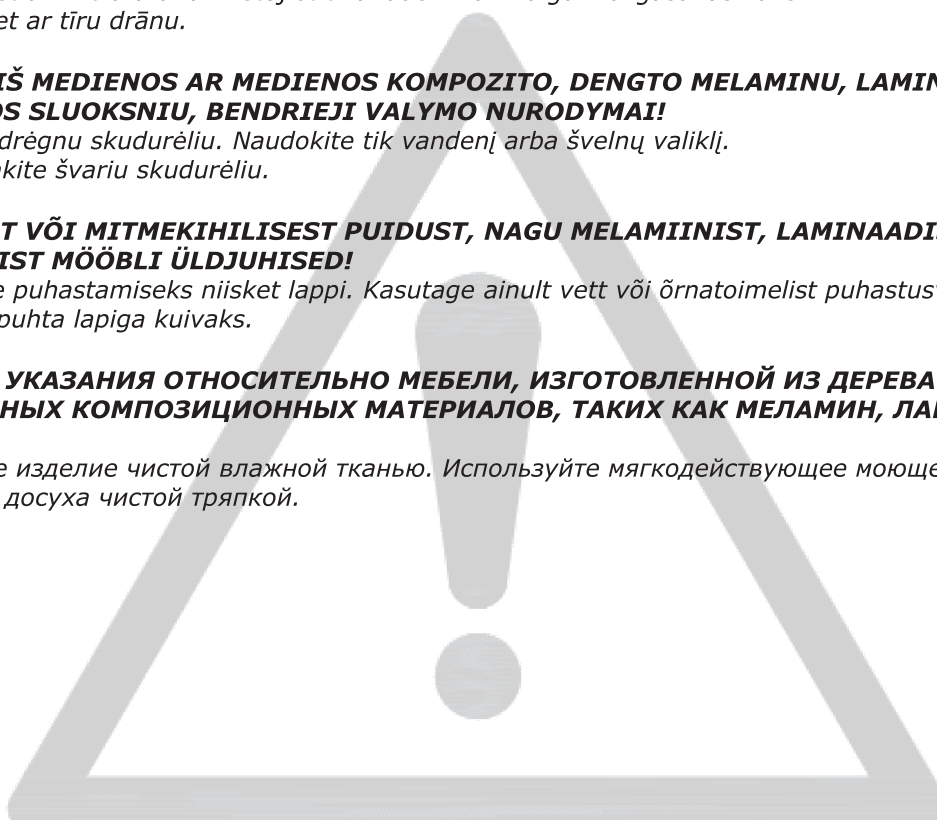 et ar tīru drānu.
IŠ MEDIENOS AR MEDIENOS KOMPOZITO, DENGTO MELAMINU, LAMIN
OS SLUOKSNIU, BENDRIEJI VALYMO NURODYMAI!
drėgnu skudurėliu. Naudokite tik vandenį arba švelnų valiklį.
kite švariu skudurėliu.
T VÕI MITMEKIHILISEST PUIDUST, NAGU MELAMIINIST, LAMINAADI
IST MÖÖBLI ÜLDJUHISED!
e puhastamiseks niisket lappi. Kasutage ainult vett või õrnatoimelist puhastus
puhta lapiga kuivaks.
УКАЗАНИЯ ОТНОСИТЕЛЬНО МЕБЕЛИ, ИЗГОТОВЛЕННОЙ ИЗ ДЕРЕВА
НЫХ КОМПОЗИЦИОННЫХ МАТЕРИАЛОВ, ТАКИХ КАК МЕЛАМИН, ЛА
е изделие чистой влажной тканью. Используйте мягкодействующее моюще
досуха чистой тряпкой.